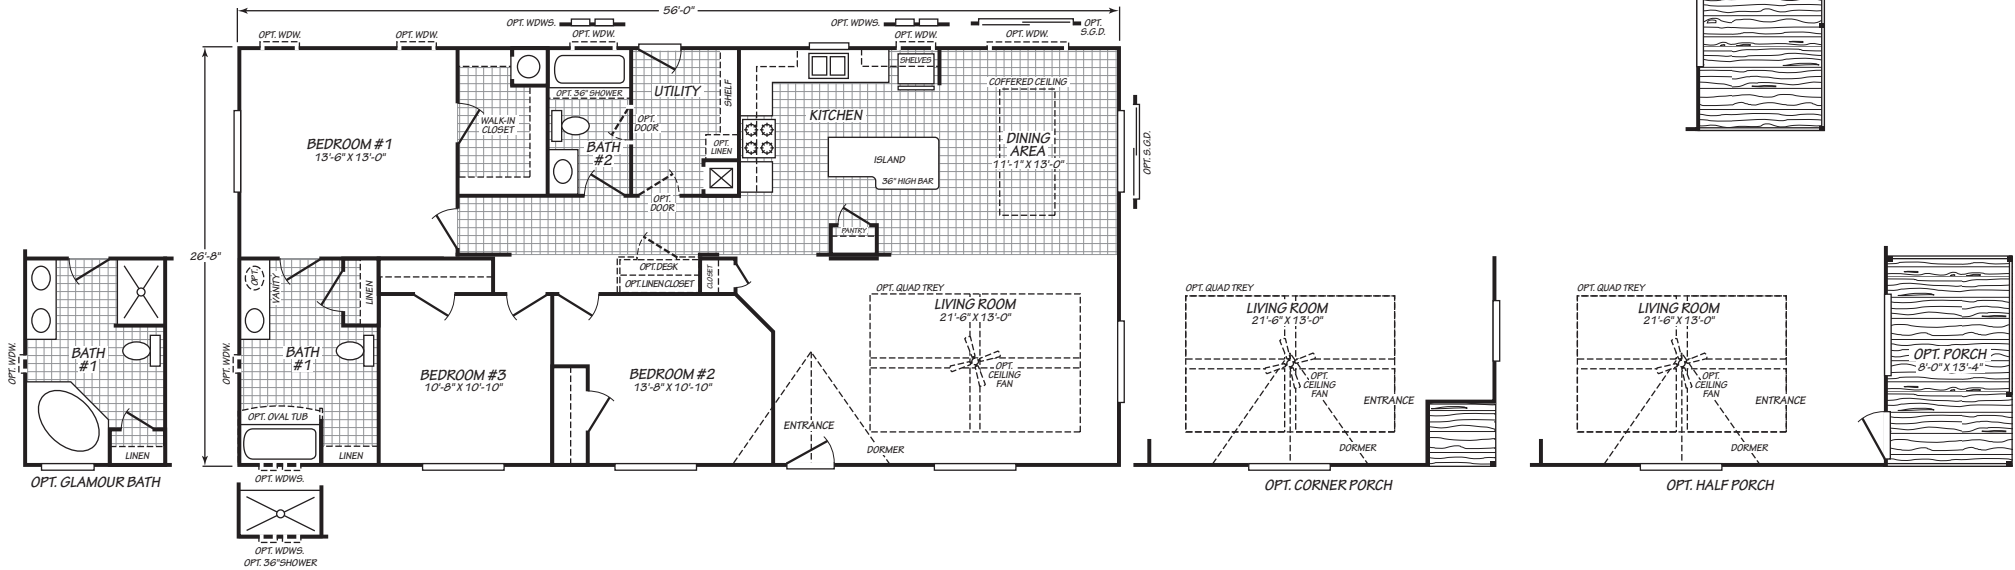 56'-0"
OPT. WDWS.
OPT. WDWS.
OPT.
S.G.D.
OPT. WDW.
OPT. WDW.
OPT. WDW.
OPT. WDW.
OPT. WDW.
SHELVES
COFFERED CEILING
OPT. 36" SHOWER
UTILITY
SHELF
KITCHEN
WALK-IN
CLOSET
OPT.
DOOR
BEDROOM #1
13'-6" X 13'-0"
BATH
#2
OPT.
LINEN
ISLAND
36" HIGH BAR
DINING
AREA
11'-1" X 13'-0"
OPT. S.G.D.
OPT.
DOOR
PANTRY
26'-8"
OPT.
VANITY
LINEN
OPT. DESK
OPT. LINEN CLOSET
CLOSET
OPT. QUAD TREY
LIVING ROOM
21'-6" X 13'-0"
OPT.
CEILING
FAN
OPT. WDW.
BATH
#1
BEDROOM #3
10'-8" X 10'-10"
BEDROOM #2
13'-8" X 10'-10"
OPT. OVAL TUB
LINEN
ENTRANCE
DORMER
OPT. WDWS.
OPT. WDWS.
OPT. 36" SHOWER
OPT. WDW.
BATH
#1
LINEN
OPT. GLAMOUR BATH
OPT. QUAD TREY
LIVING ROOM
21'-6" X 13'-0"
OPT.
CEILING
FAN
ENTRANCE
DORMER
OPT. CORNER PORCH
OPT. QUAD TREY
LIVING ROOM
21'-6" X 13'-0"
OPT.
CEILING
FAN
ENTRANCE
DORMER
OPT. PORCH
8'-0" X 13'-4"
OPT. HALF PORCH